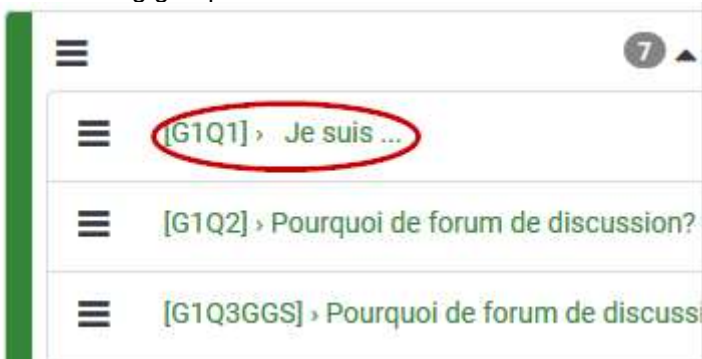 7
[G1Q1] › Je suis ...
[G1Q2] › Pourquoi de forum de discussion?
[G1Q3GGS] › Pourquoi de forum de discussi